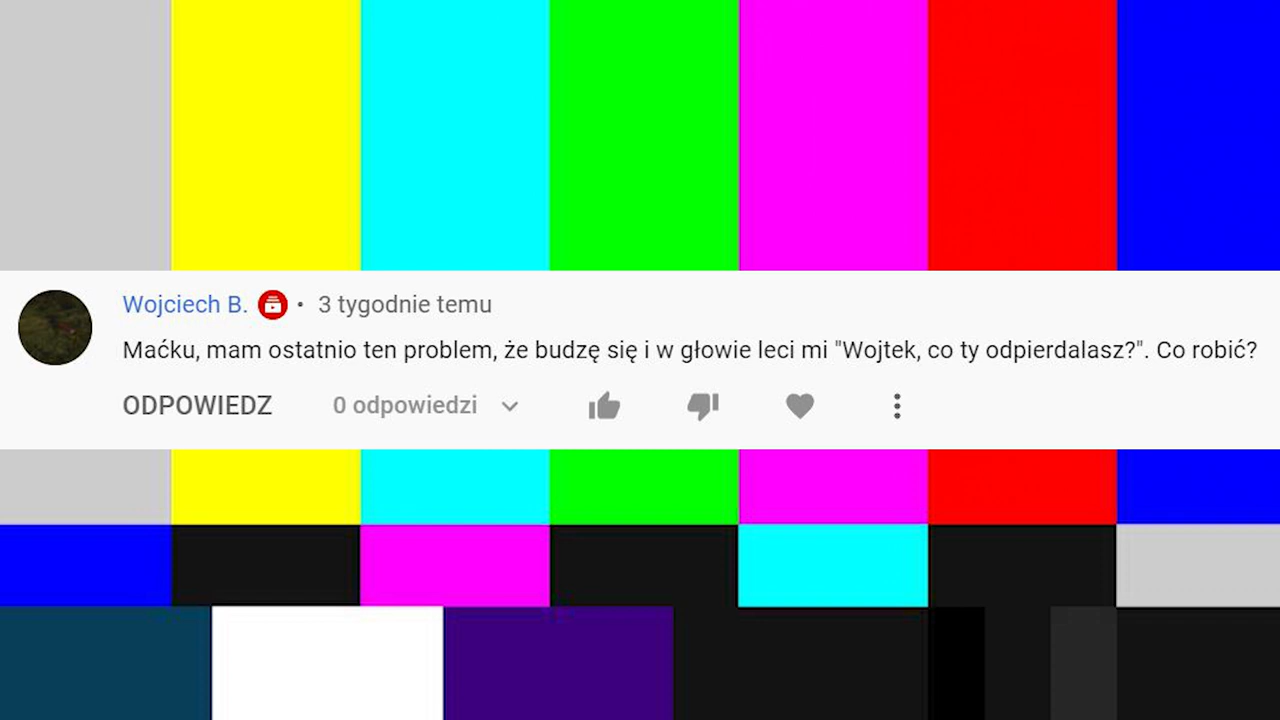 Wojciech B. • 3 tygodnie temu
Maćku, mam ostatnio ten problem, że budzę się i w głowie leci mi "Wojtek, co ty odpierdalasz?". Co robić?
ODPOWIEDZ 0 odpowiedzi